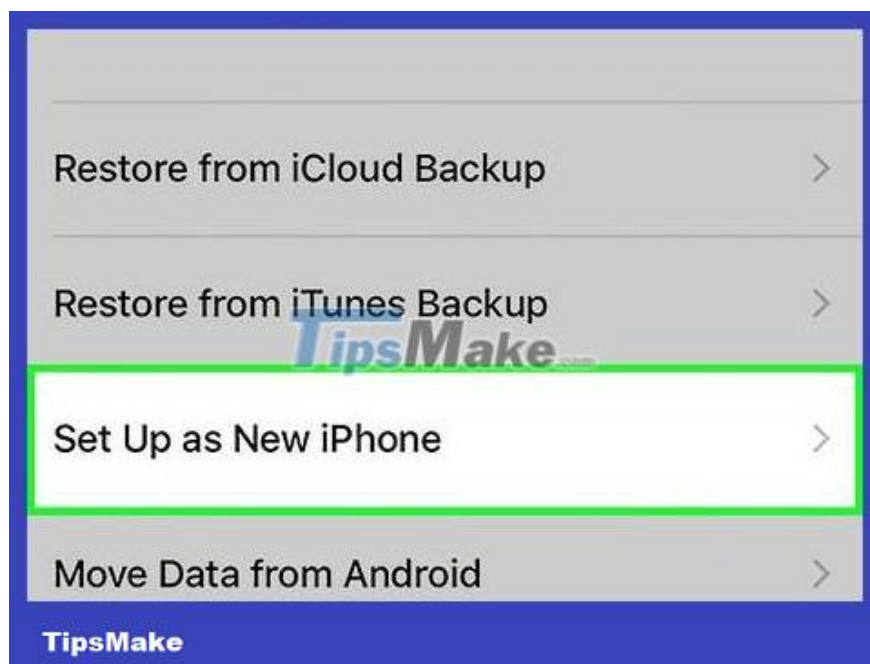 Restore from iCloud Backup
Restore from iTunes Backup
TipsMake.com
Set Up as New iPhone
Move Data from Android
TipsMake